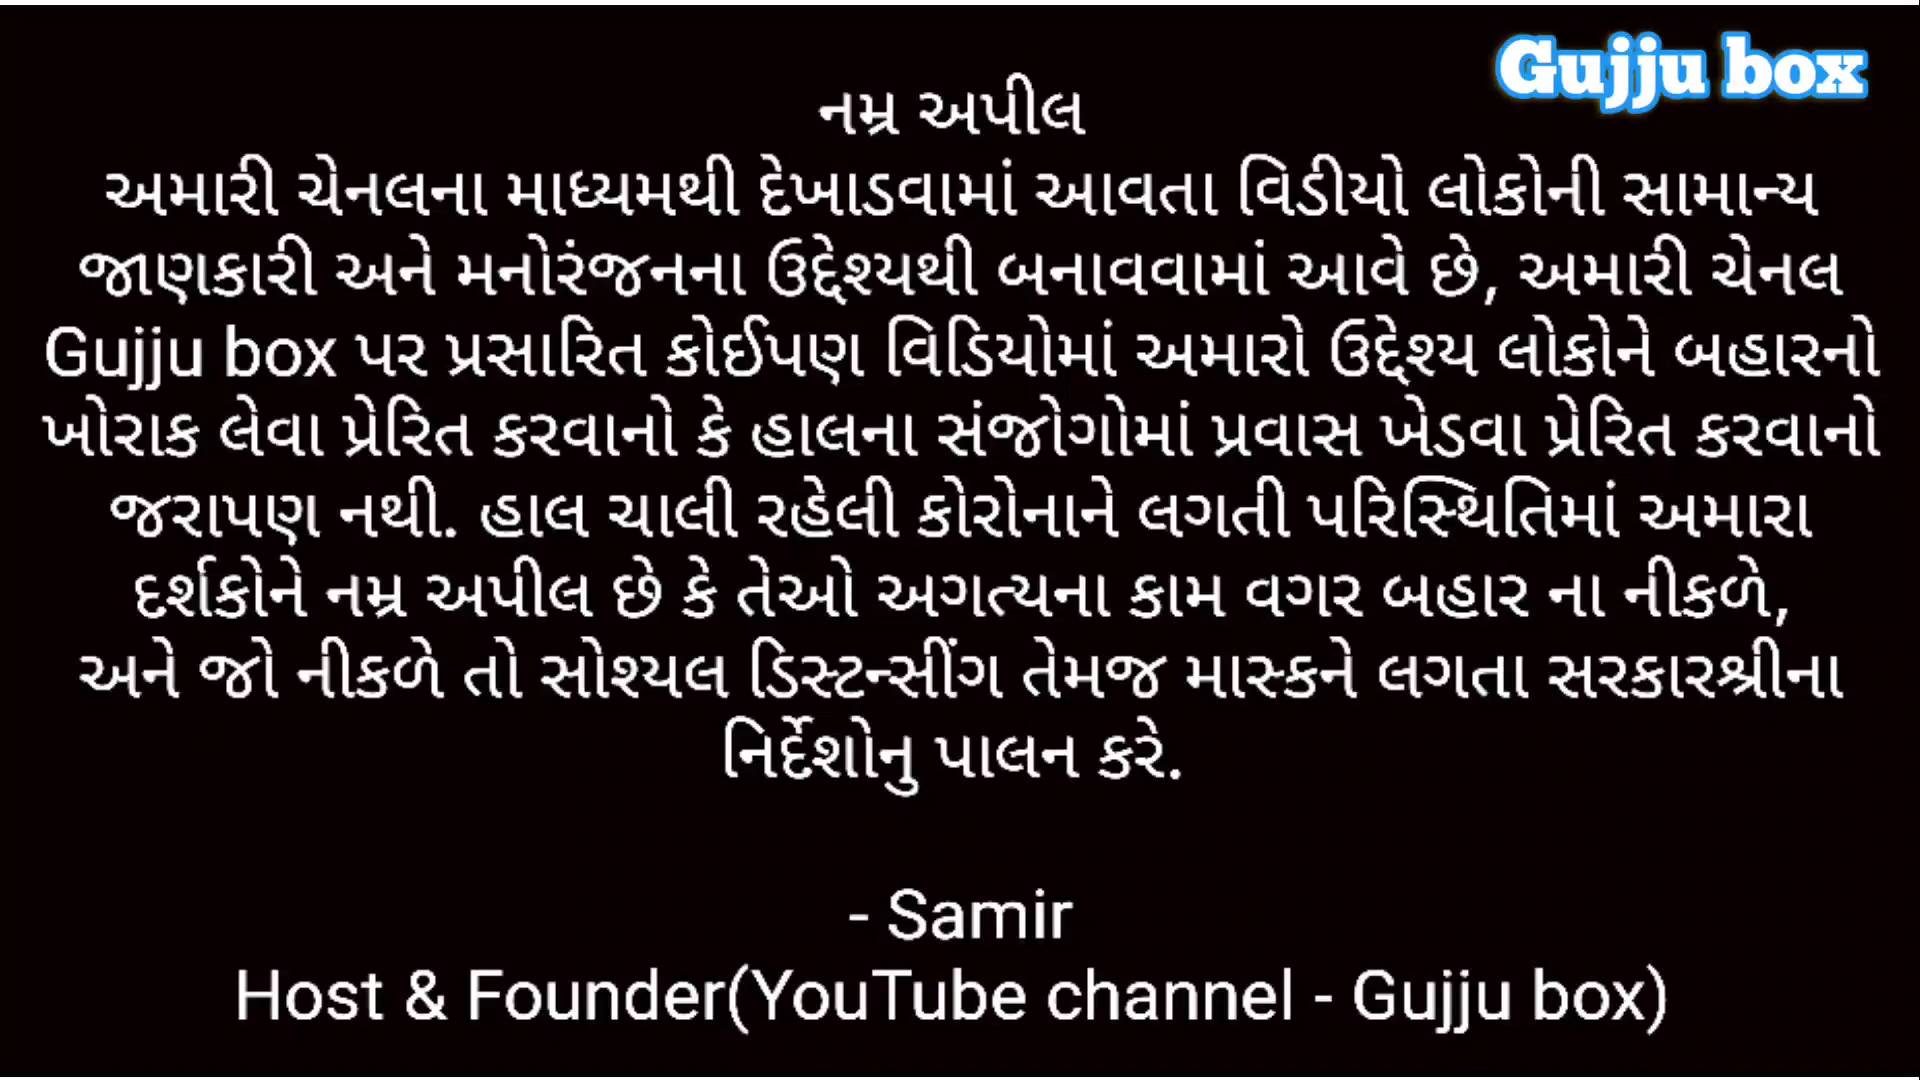 Gujju box
નમ્ર અપીલ
અમારી ચેનલના માધ્યમથી દેખાડવામાં આવતા વિડીયો લોકોની સામાન્ય
જાણકારી અને મનોરંજનના ઉદ્દેશ્યથી બનાવવામાં આવે છે, અમારી ચેનલ
Gujju box પર પ્રસારિત કોઈપણ વિડિયોમાં અમારો ઉદ્દેશ્ય લોકોને બહારનો
ખોરાક લેવા પ્રેરિત કરવાનો કે હાલના સંજોગોમાં પ્રવાસ ખેડવા પ્રેરિત કરવાનો
જરાપણ નથી. હાલ ચાલી રહેલી કોરોનાને લગતી પરિસ્થિતિમાં અમારા
દર્શકોને નમ્ર અપીલ છે કે તેઓ અગત્યના કામ વગર બહાર ના નીકળે,
અને જો નીકળે તો સોશ્યલ ડિસ્ટન્સીંગ તેમજ માસ્કને લગતા સરકારશ્રીના
નિર્દેશોનુ પાલન કરે.
- Samir
Host & Founder(YouTube channel - Gujju box)